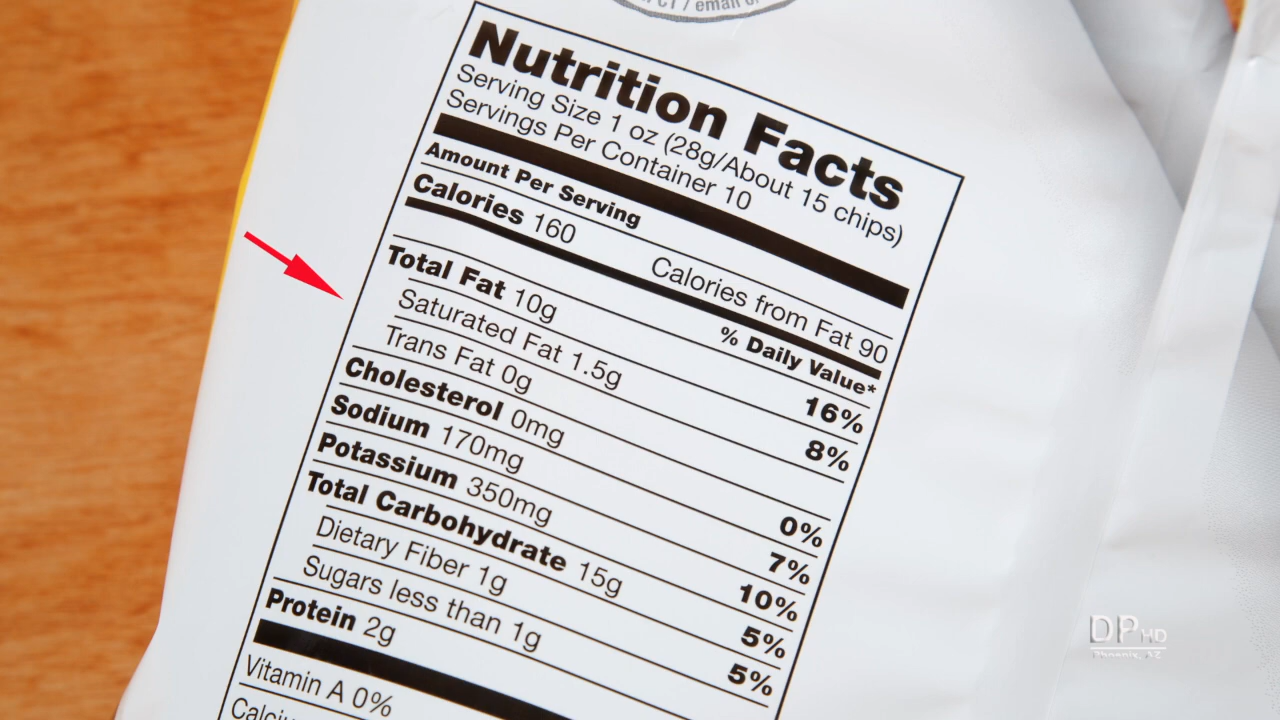 Nutrition Facts
Serving Size 1 oz (28g/About 15 chips)
Servings Per Container 10
Amount Per Serving
Calories 160 Calories from Fat 90
% Daily Value*
Total Fat 10g 16%
Saturated Fat 1.5g 8%
Trans Fat 0g
Cholesterol 0mg 0%
Sodium 170mg 7%
Potassium 350mg 10%
Total Carbohydrate 15g 5%
Dietary Fiber 1g 5%
Sugars less than 1g
Protein 2g
Vitamin A 0%
DP HD
Phoenix, AZ